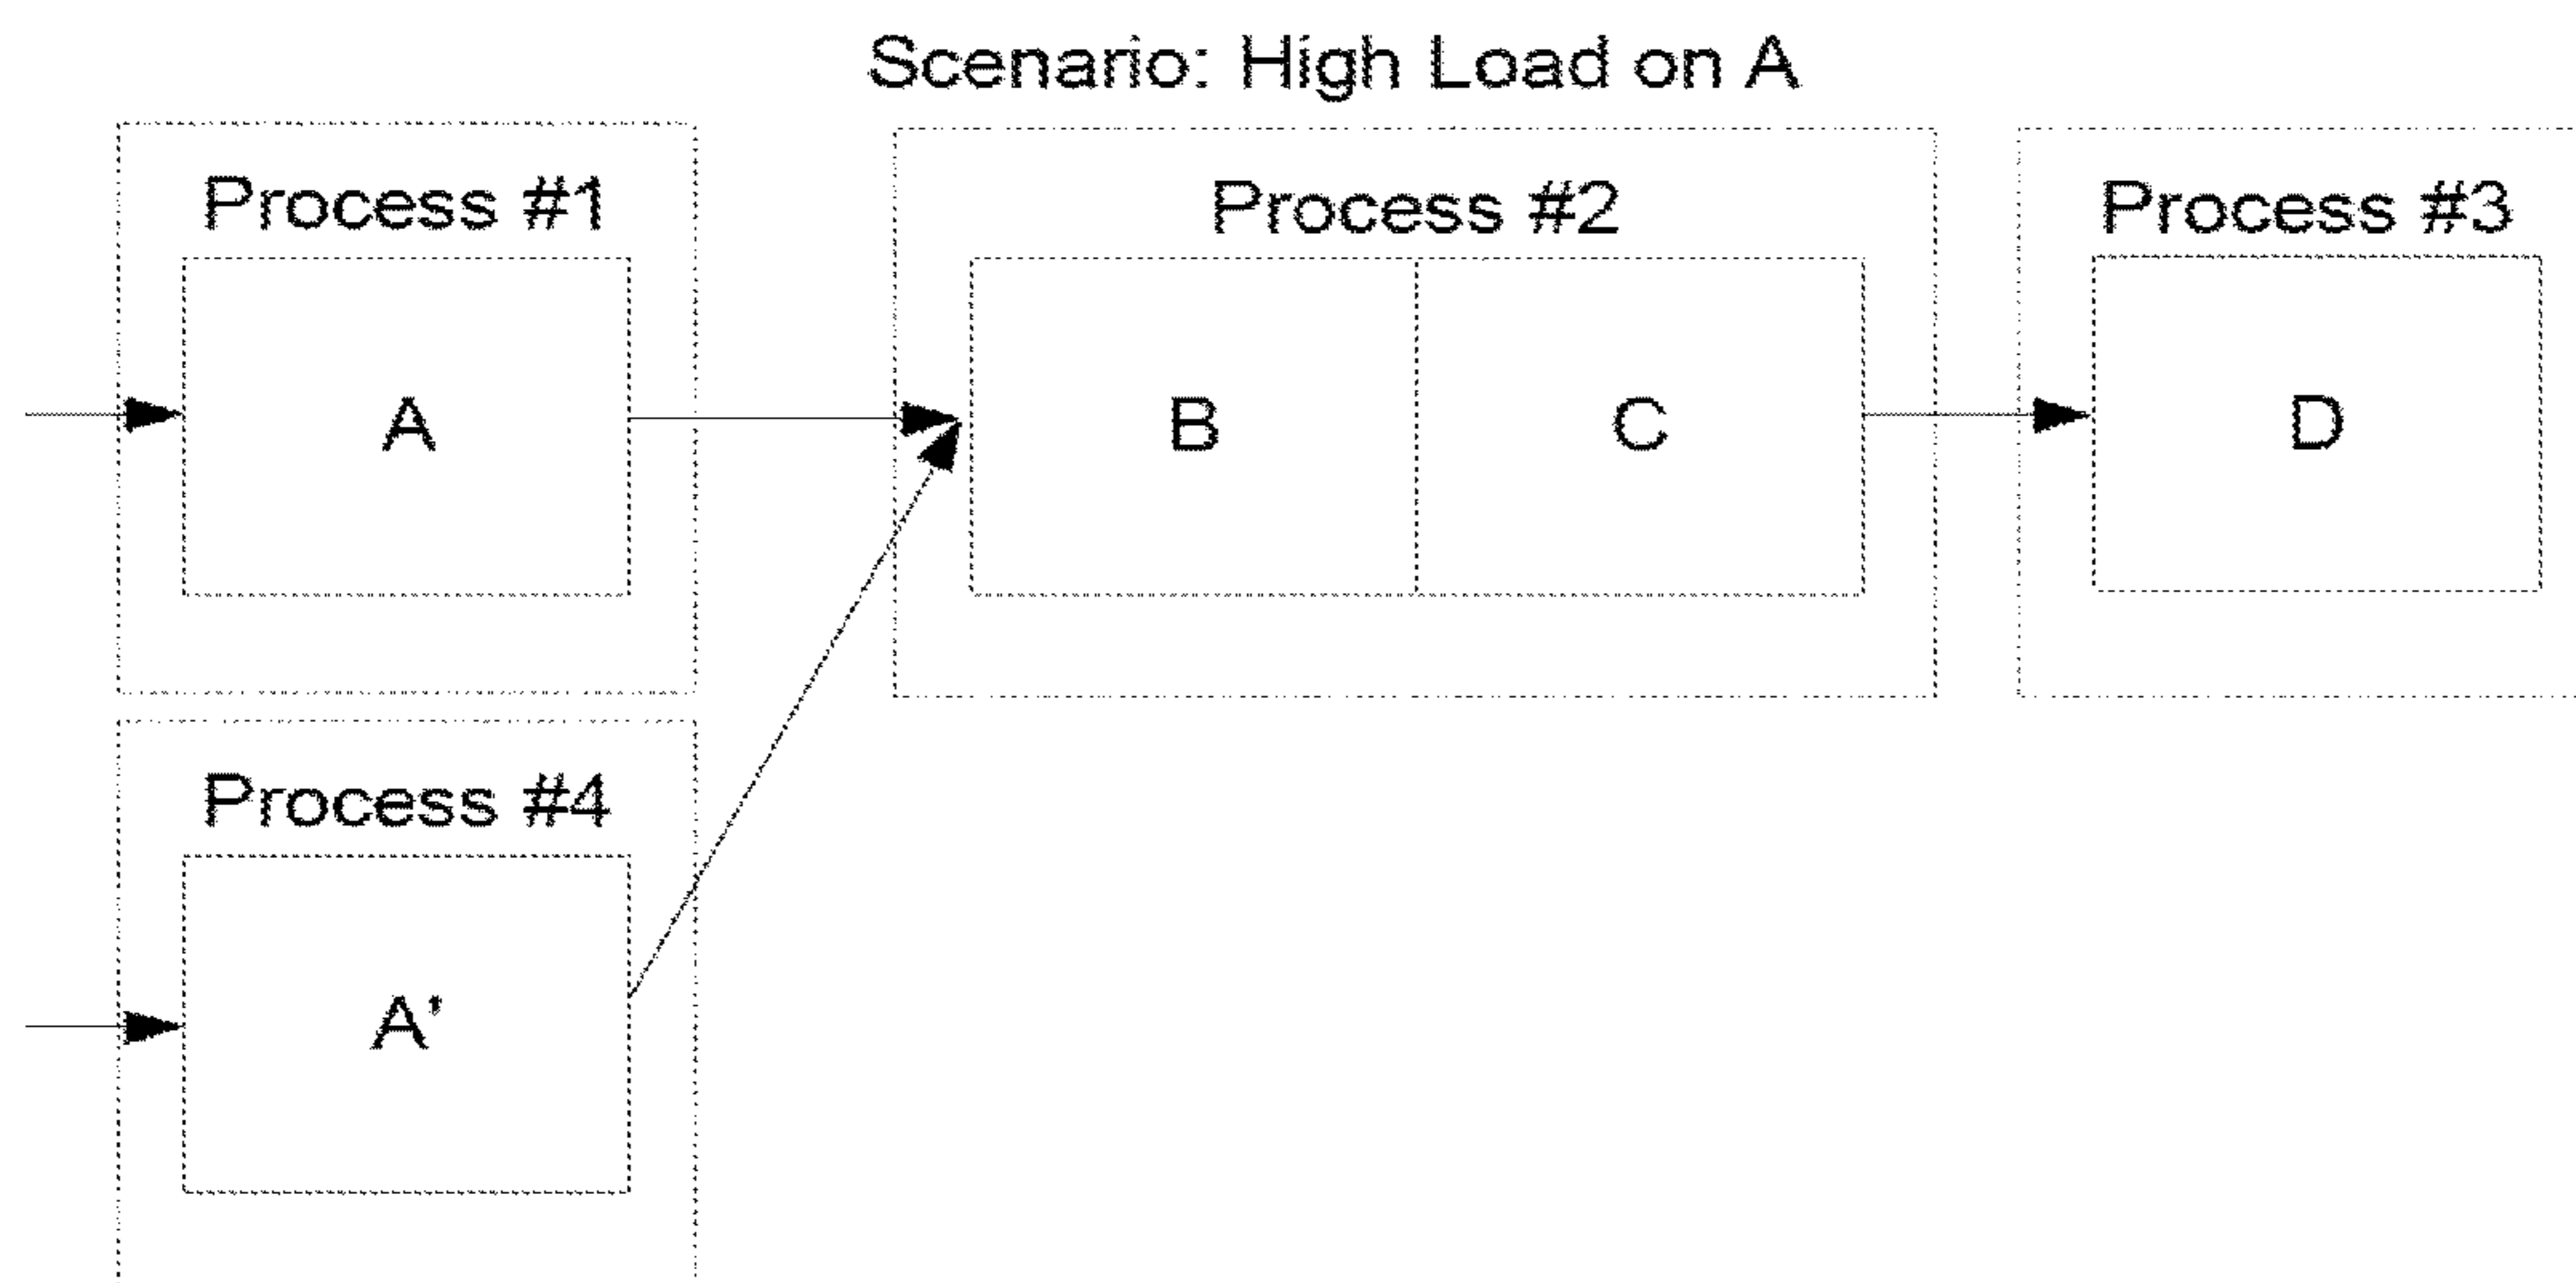 Scenario: High Load on A
Process #1
Process #2
Process #3
A
B
C
D
Process #4
A'